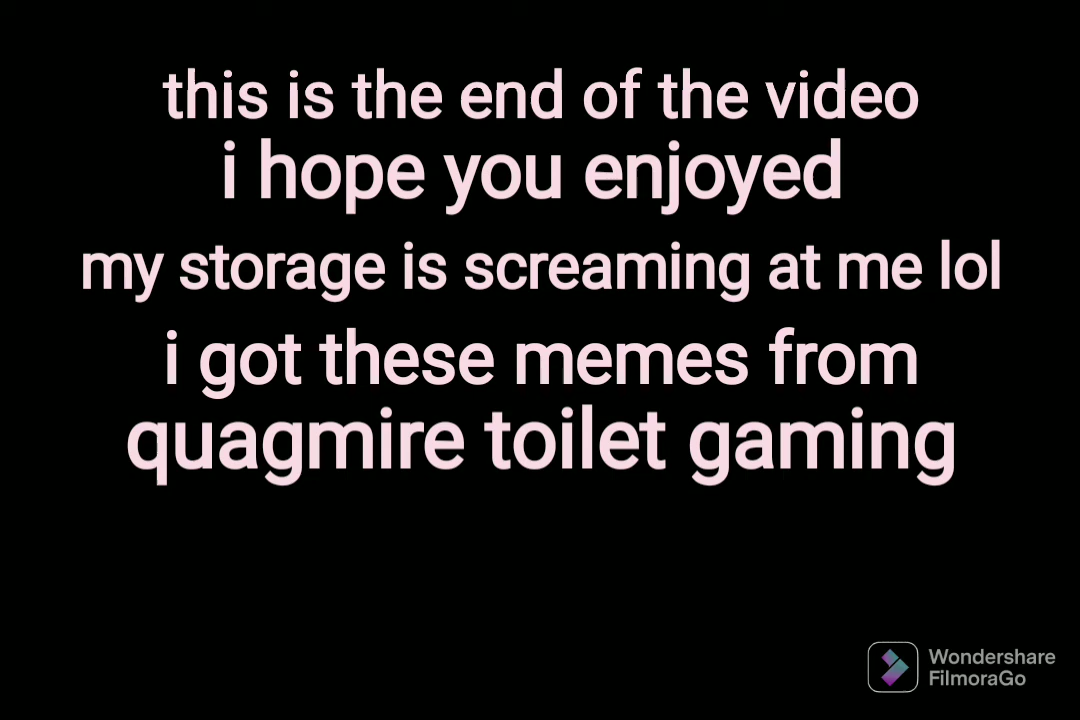 this is the end of the video
i hope you enjoyed
my storage is screaming at me lol
i got these memes from
quagmire toilet gaming
Wondershare
FilmoraGo